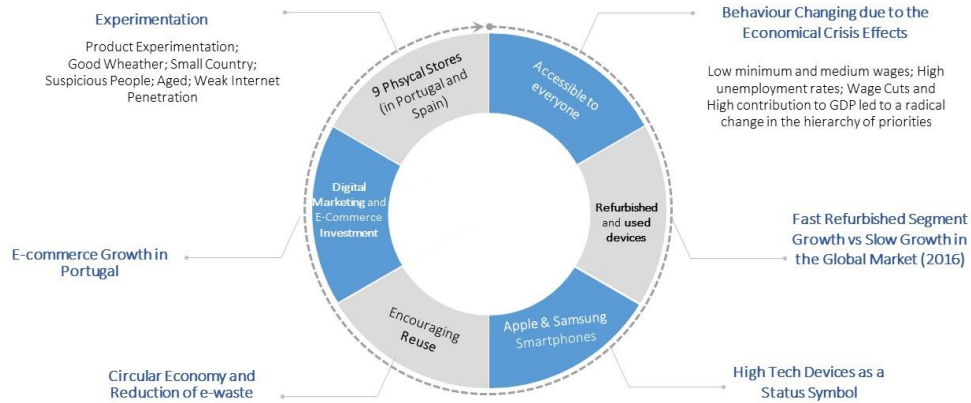 Experimentation
Product Experimentation;
Good Wheather; Small Country;
Suspicious People; Aged; Weak Internet
Penetration
Behaviour Changing due to the
Economical Crisis Effects
Low minimum and medium wages; High
unemployment rates; Wage Cuts and
High contribution to GDP led to a radical
change in the hierarchy of priorities
9 Phsycal Stores
(in Portugal and
Spain)
Accessible to
everyone
Digital
Marketing and
E-Commerce
Investment
Refurbished
and used
devices
E-commerce Growth in
Portugal
Fast Refurbished Segment
Growth vs Slow Growth in
the Global Market (2016)
Encouraging
Reuse
Apple & Samsung
Smartphones
Circular Economy and
Reduction of e-waste
High Tech Devices as a
Status Symbol